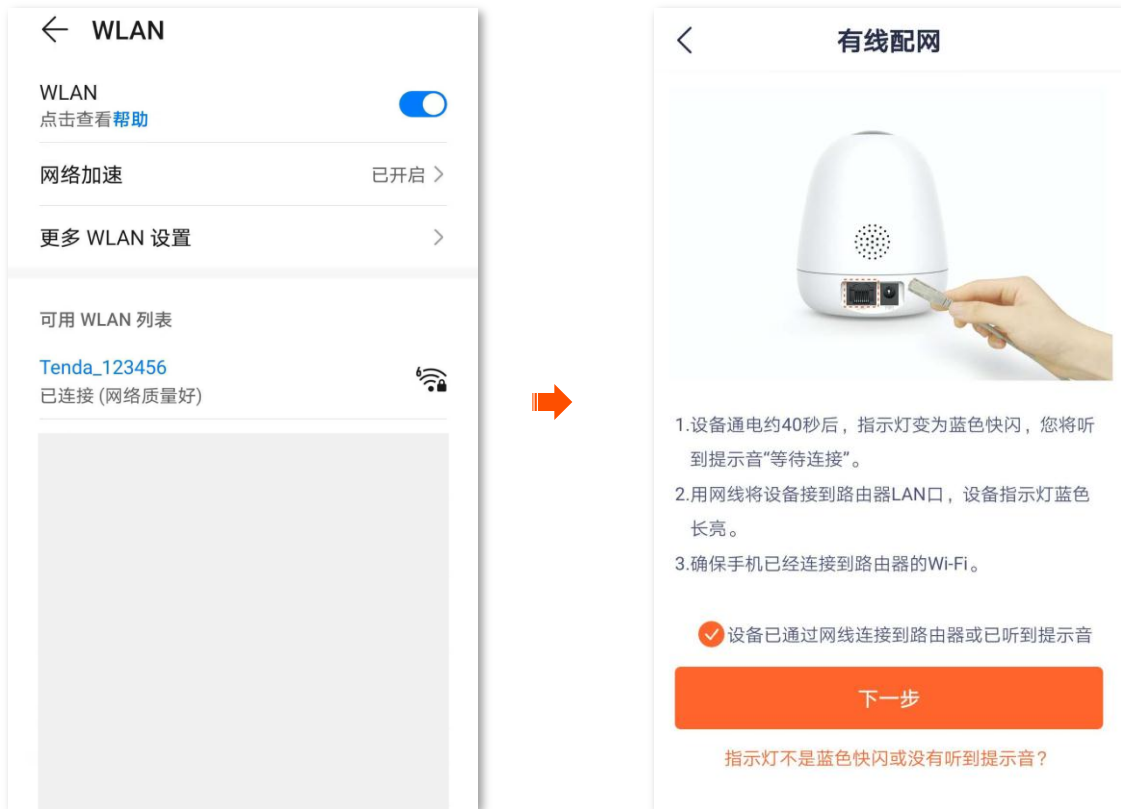 WLAN
WLAN
点击查看帮助
网络加速
已开启
更多 WLAN 设置
可用 WLAN 列表
Tenda_123456
已连接 (网络质量好)
有线配网
1.设备通电约40秒后，指示灯变为蓝色快闪，您将听
到提示音“等待连接”。
2.用网线将设备接到路由器LAN口，设备指示灯蓝色
长亮。
3.确保手机已经连接到路由器的Wi-Fi。
设备已通过网线连接到路由器或已听到提示音
下一步
指示灯不是蓝色快闪或没有听到提示音？